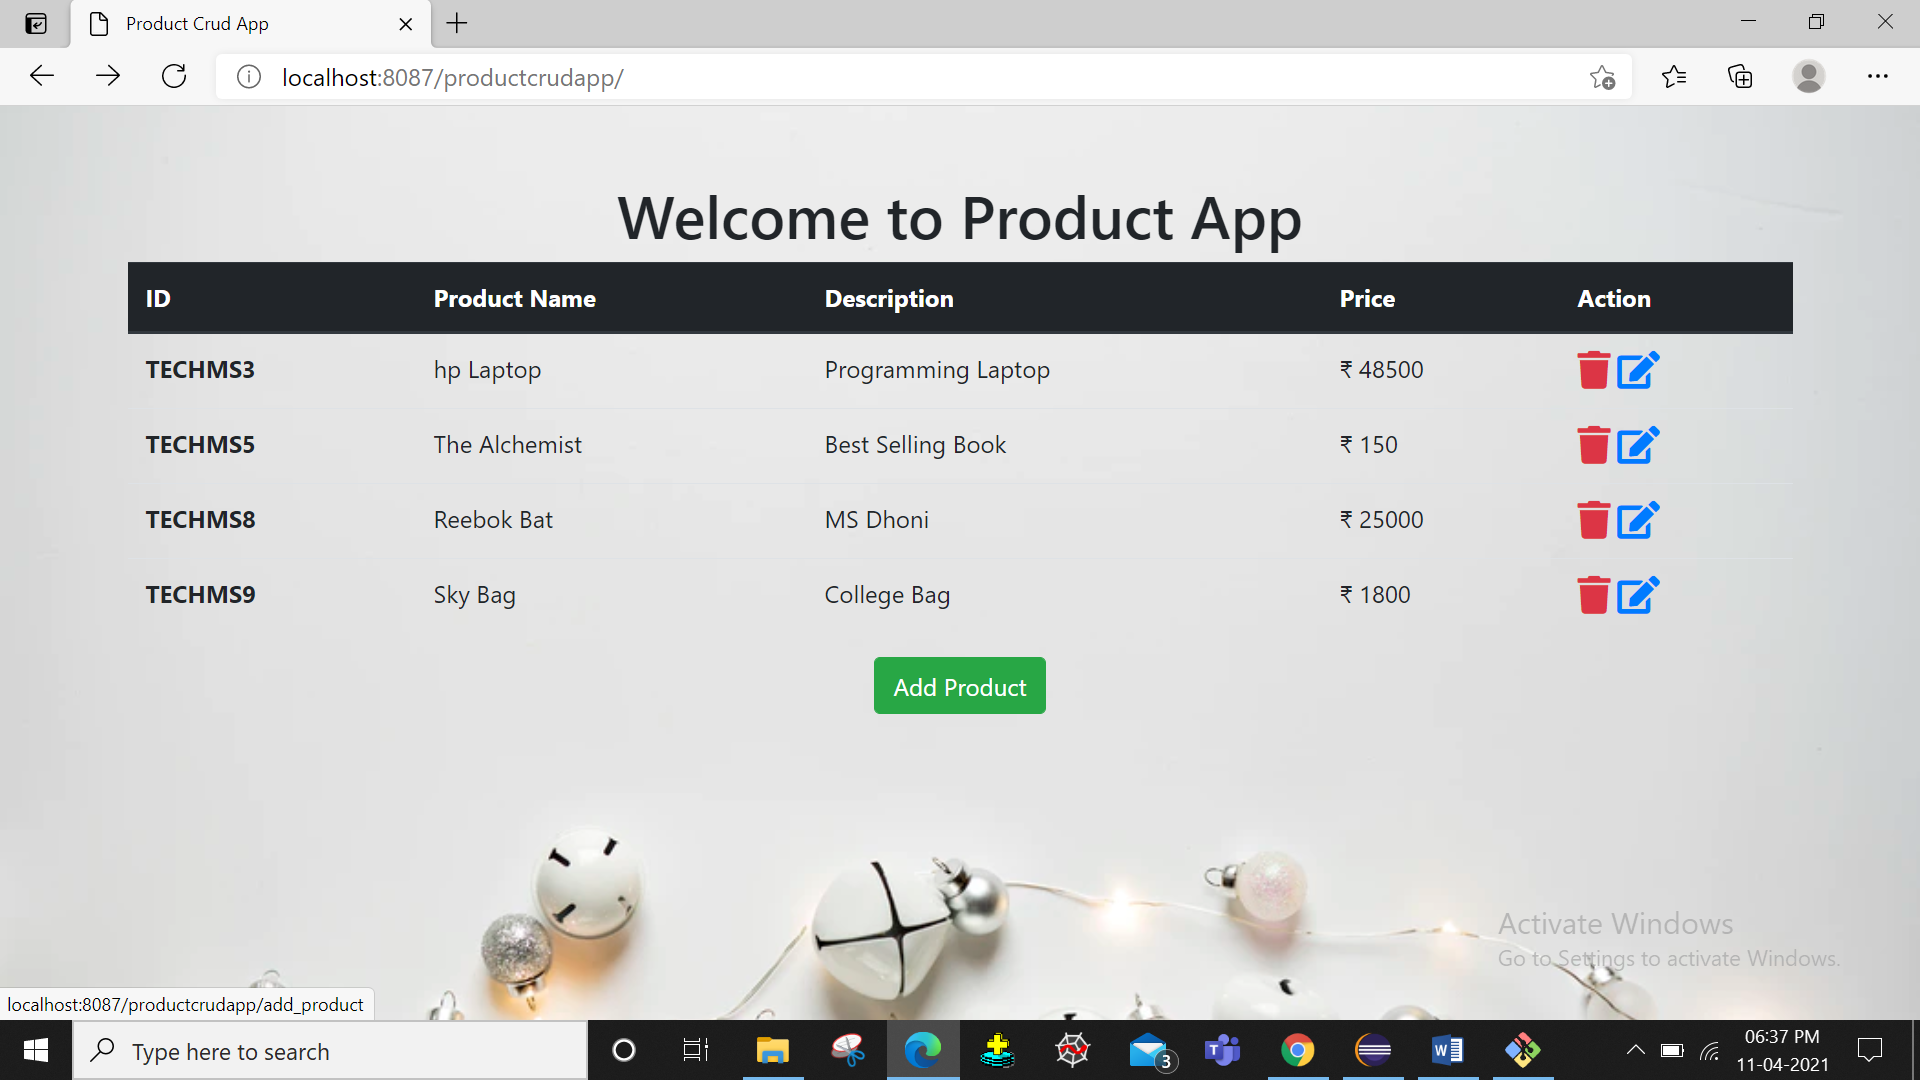 Product Crud App
localhost:8087/productcrudapp/
Welcome to Product App
ID Product Name Description Price Action
TECHMS3 hp Laptop Programming Laptop ₹ 48500
TECHMS5 The Alchemist Best Selling Book ₹ 150
TECHMS8 Reebok Bat MS Dhoni ₹ 25000
TECHMS9 Sky Bag College Bag ₹ 1800
Add Product
Activate Windows
Go to Settings to activate Windows.
localhost:8087/productcrudapp/add_product
Type here to search
3
06:37 PM
11-04-2021